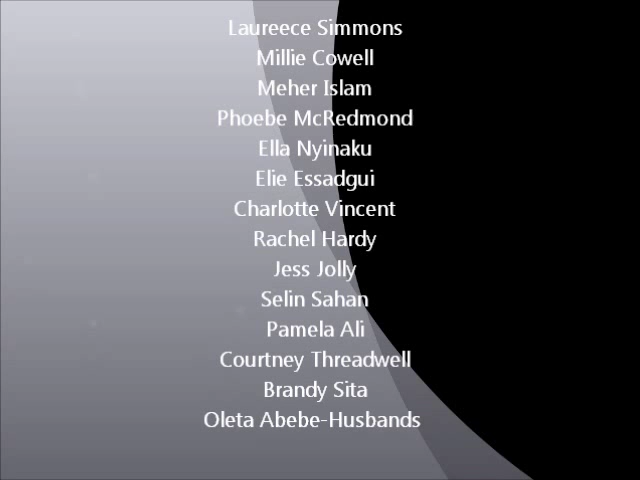 Laureece Simmons
Millie Cowell
Meher Islam
Phoebe McRedmond
Ella Nyinaku
Elie Essadgui
Charlotte Vincent
Rachel Hardy
Jess Jolly
Selin Sahan
Pamela Ali
Courtney Threadwell
Brandy Sita
Oleta Abebe-Husbands